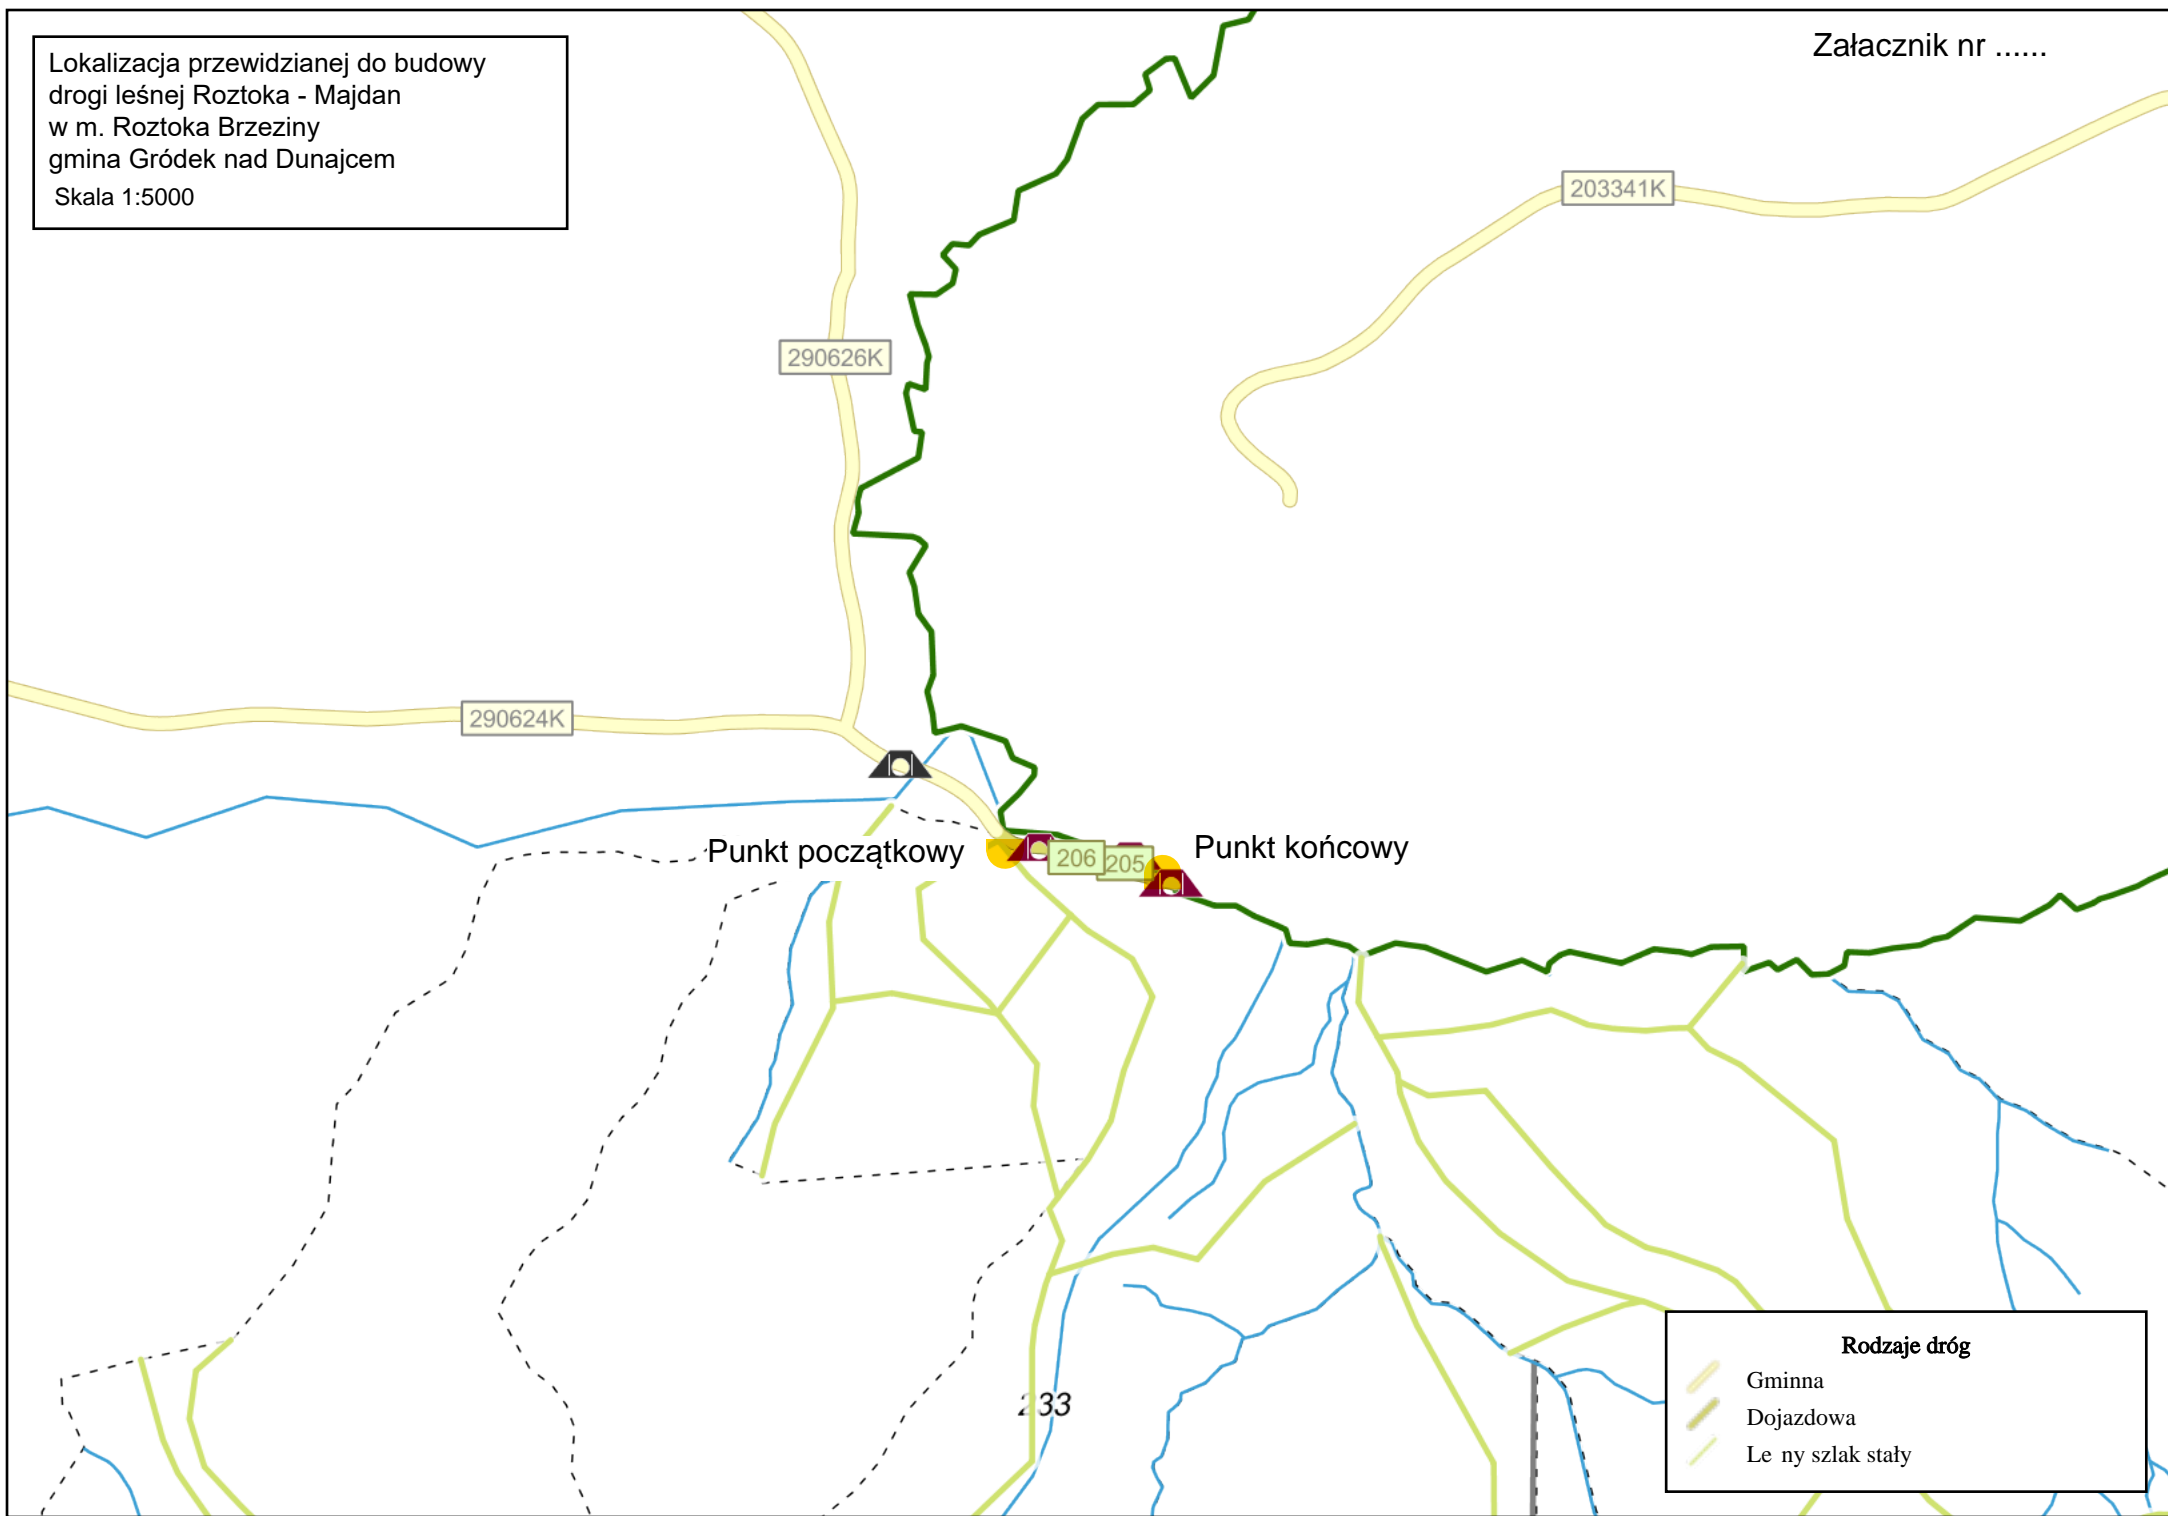 Lokalizacja przewidzianej do budowy
drogi leśnej Roztoka - Majdan
w m. Roztoka Brzeziny
gmina Gródek nad Dunajcem
Skala 1:5000
Załacznik nr ......
203341K
290626K
290624K
Punkt początkowy
206
205
Punkt końcowy
233
Rodzaje dróg
Gminna
Dojazdowa
Le ny szlak stały